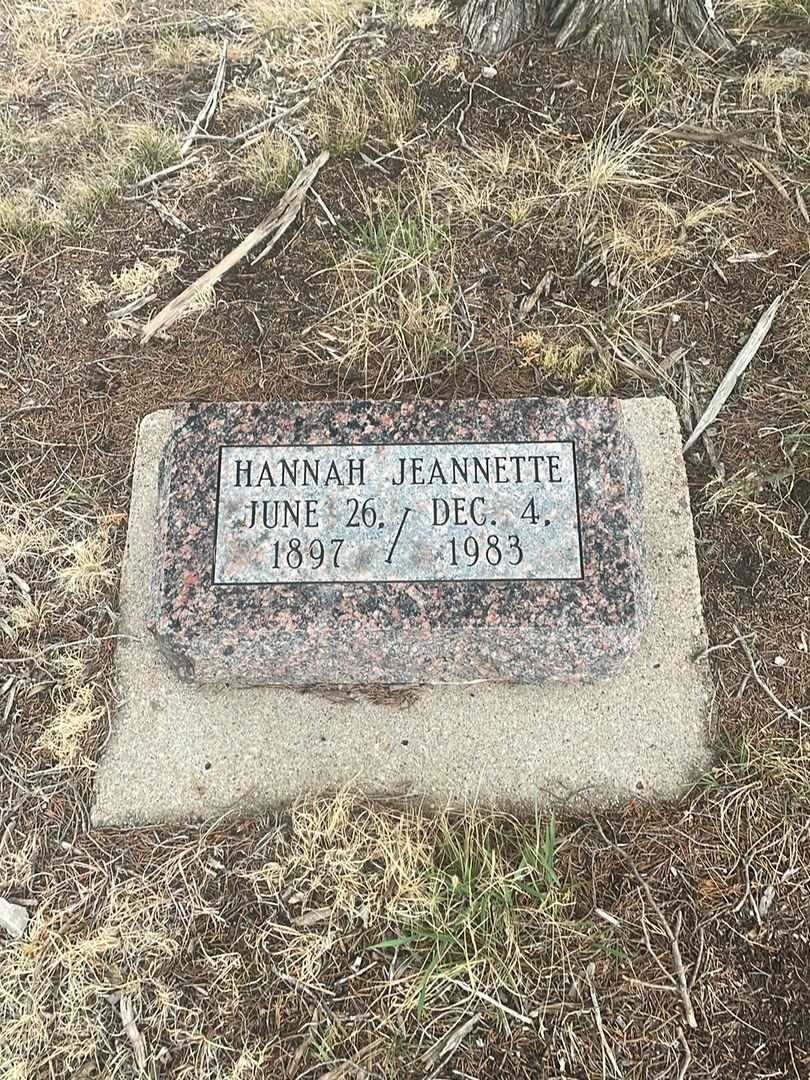 HANNAH JEANNETTE
JUNE 26, / DEC. 4,
1897 / 1983